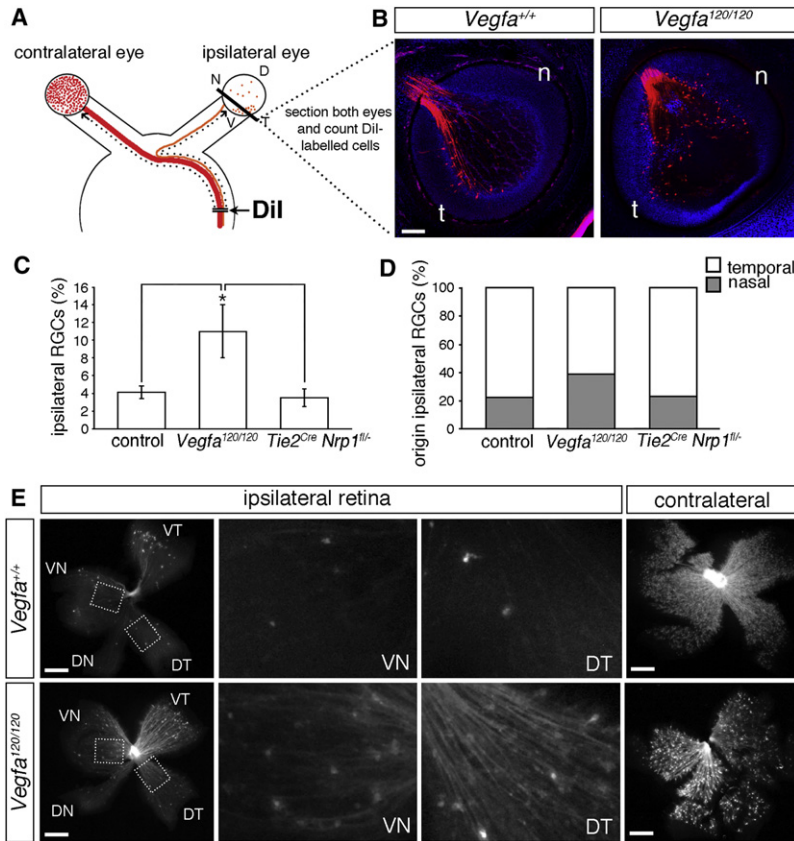 A
contralateral eye
ipsilateral eye
N
D
V
T
section both eyes
and count DiI-
labelled cells
DiI
B
Vegfa+/+
Vegfa120/120
n
t
n
t
C
ipsilateral RGCs (%)
16
14
12
10
8
6
4
2
0
*
control
Vegfa120/120
Tie2Cre Nrp1fl/-
D
temporal
nasal
origin ipsilateral RGCs (%)
100
80
60
40
20
0
control
Vegfa120/120
Tie2Cre Nrp1fl/-
E
ipsilateral retina
contralateral
Vegfa+/+
VT
VN
DN
DT
VN
DT
Vegfa120/120
VT
VN
DN
DT
VN
DT